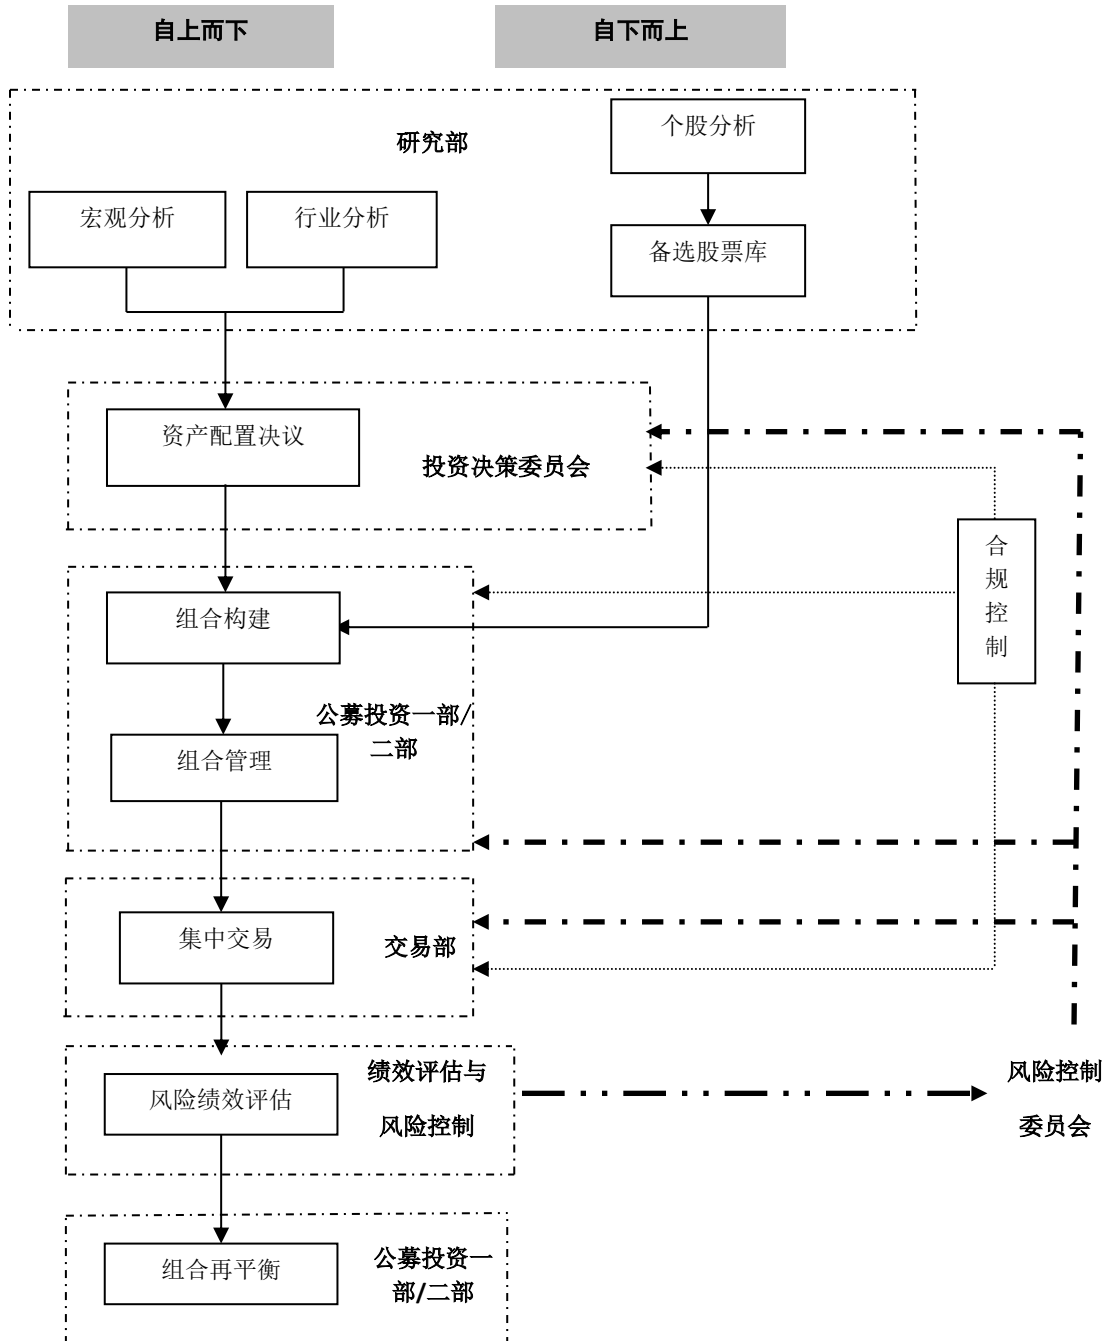 自上而下
自下而上
研究部
个股分析
宏观分析
行业分析
备选股票库
资产配置决议
投资决策委员会
合
规
控
制
组合构建
公募投资一部/
二部
组合管理
集中交易
交易部
绩效评估与
风险控制
风险绩效评估
风险控制
委员会
组合再平衡
公募投资一
部/二部